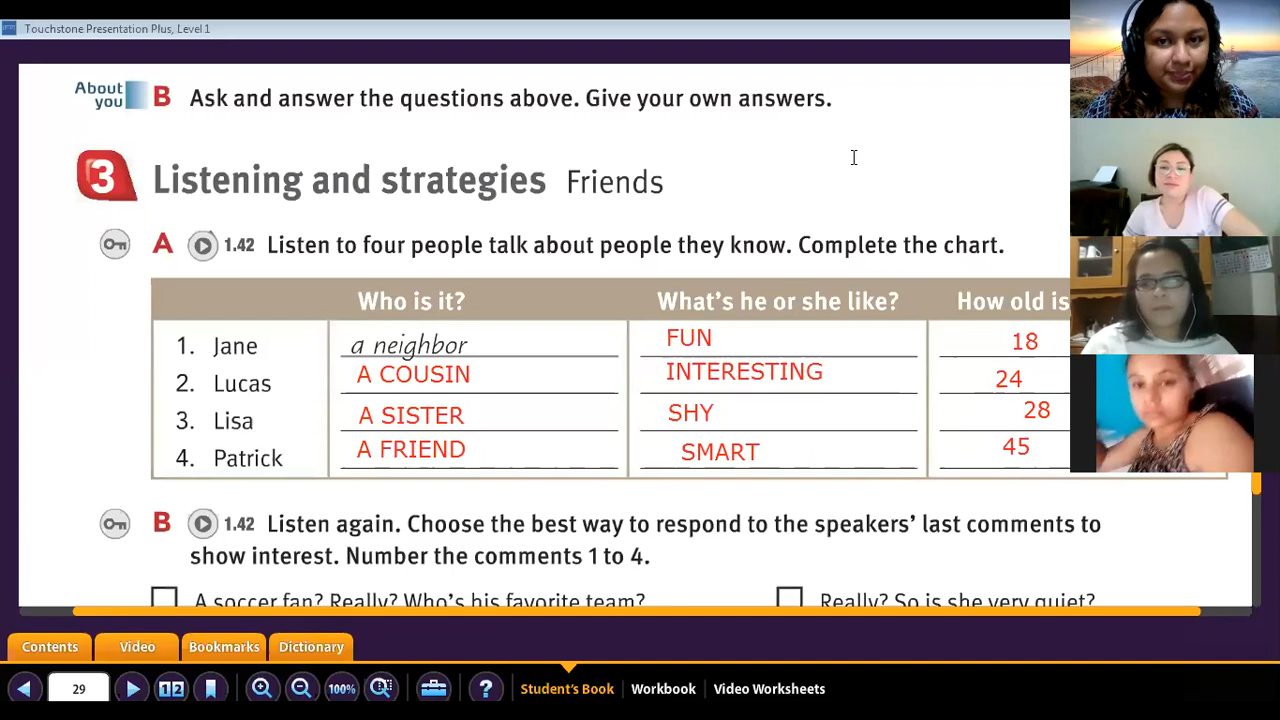 Touchstone Presentation Plus, Level 1
About you B Ask and answer the questions above. Give your own answers.
3 Listening and strategies Friends
A 1.42 Listen to four people talk about people they know. Complete the chart.
Who is it? What's he or she like? How old is
1. Jane a neighbor FUN 18
2. Lucas A COUSIN INTERESTING 24
3. Lisa A SISTER SHY 28
4. Patrick A FRIEND SMART 45
B 1.42 Listen again. Choose the best way to respond to the speakers' last comments to
show interest. Number the comments 1 to 4.
A soccer fan? Really? Who's his favorite team? Really? So is she very quiet?
Contents Video Bookmarks Dictionary
29 12 100% ? Student's Book Workbook Video Worksheets